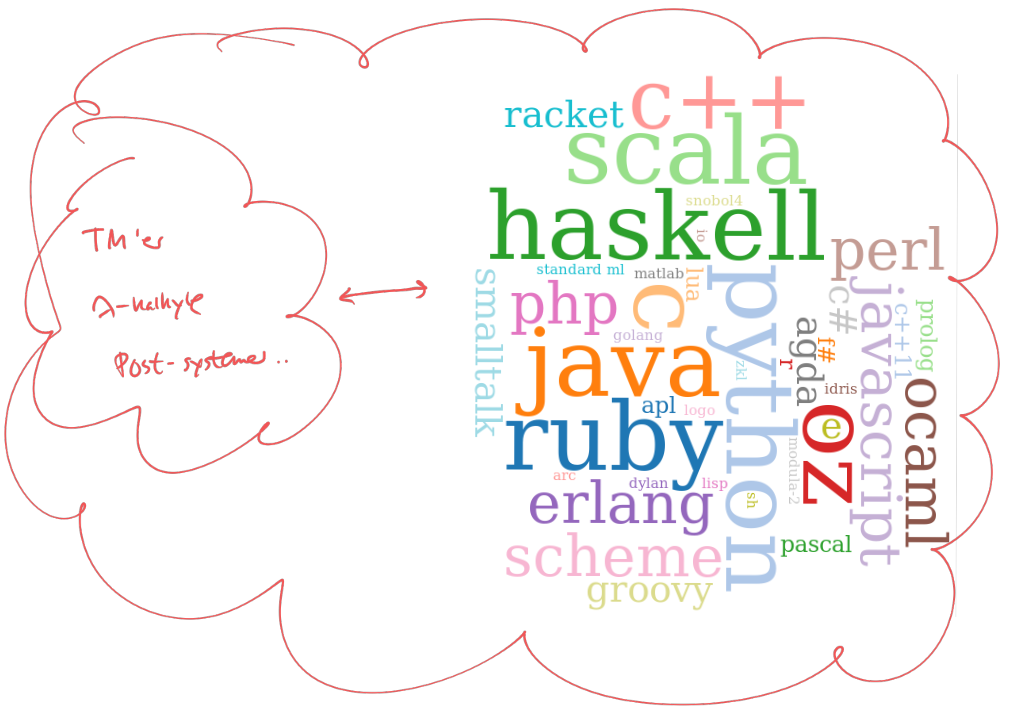 TM'er
λ-kalkyle
Post-systemer ..
c++
racket
scala
haskell
snobol4
io
perl
standard ml
matlab
lua
smalltalk
php
c
python
c#
javascript
c++11
prolog
golang
java
zkl
r
agda
f#
idris
apl
logo
ruby
oz
e
ocaml
modula-2
arc
dylan
lisp
sh
erlang
scheme
pascal
groovy